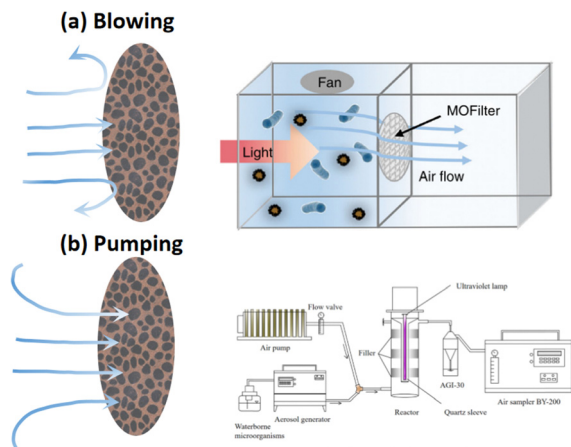 (a) Blowing
Fan
MOFilter
Light
Air flow
(b) Pumping
Ultraviolet lamp
Flow valve
Air pump
Filler
AGI-30
Aerosol generator
Air sampler BY-200
Waterborne
microorganisms
Reactor
Quartz sleeve